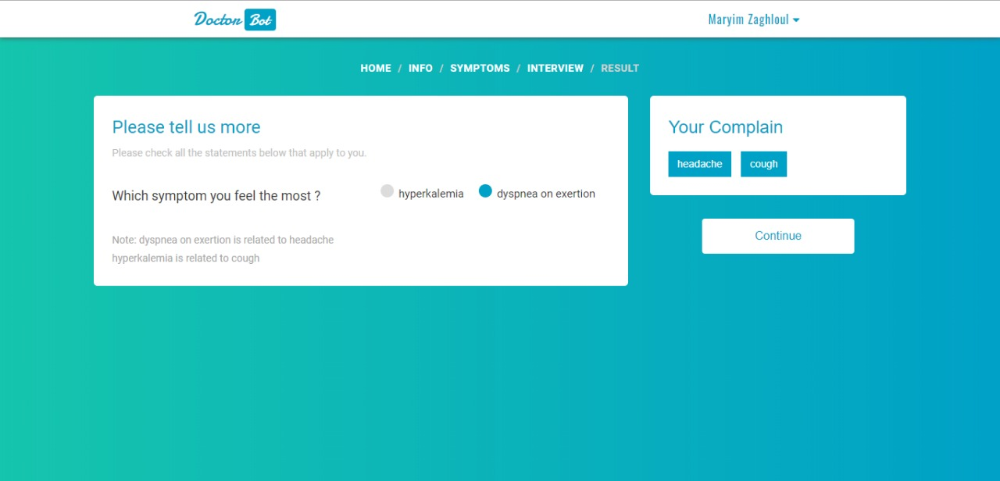 Doctor Bot
Maryim Zaghloul
HOME / INFO / SYMPTOMS / INTERVIEW / RESULT
Please tell us more
Please check all the statements below that apply to you.
Which symptom you feel the most ?
hyperkalemia
dyspnea on exertion
Note: dyspnea on exertion is related to headache
hyperkalemia is related to cough
Your Complain
headache
cough
Continue